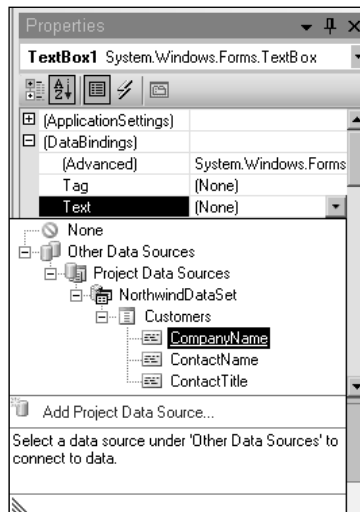 Properties
TextBox1 System.Windows.Forms.TextBox
(ApplicationSettings)
(DataBindings)
(Advanced) System.Windows.Forms
Tag (None)
Text (None)
None
Other Data Sources
Project Data Sources
NorthwindDataSet
Customers
CompanyName
ContactName
ContactTitle
Add Project Data Source...
Select a data source under 'Other Data Sources' to
connect to data.